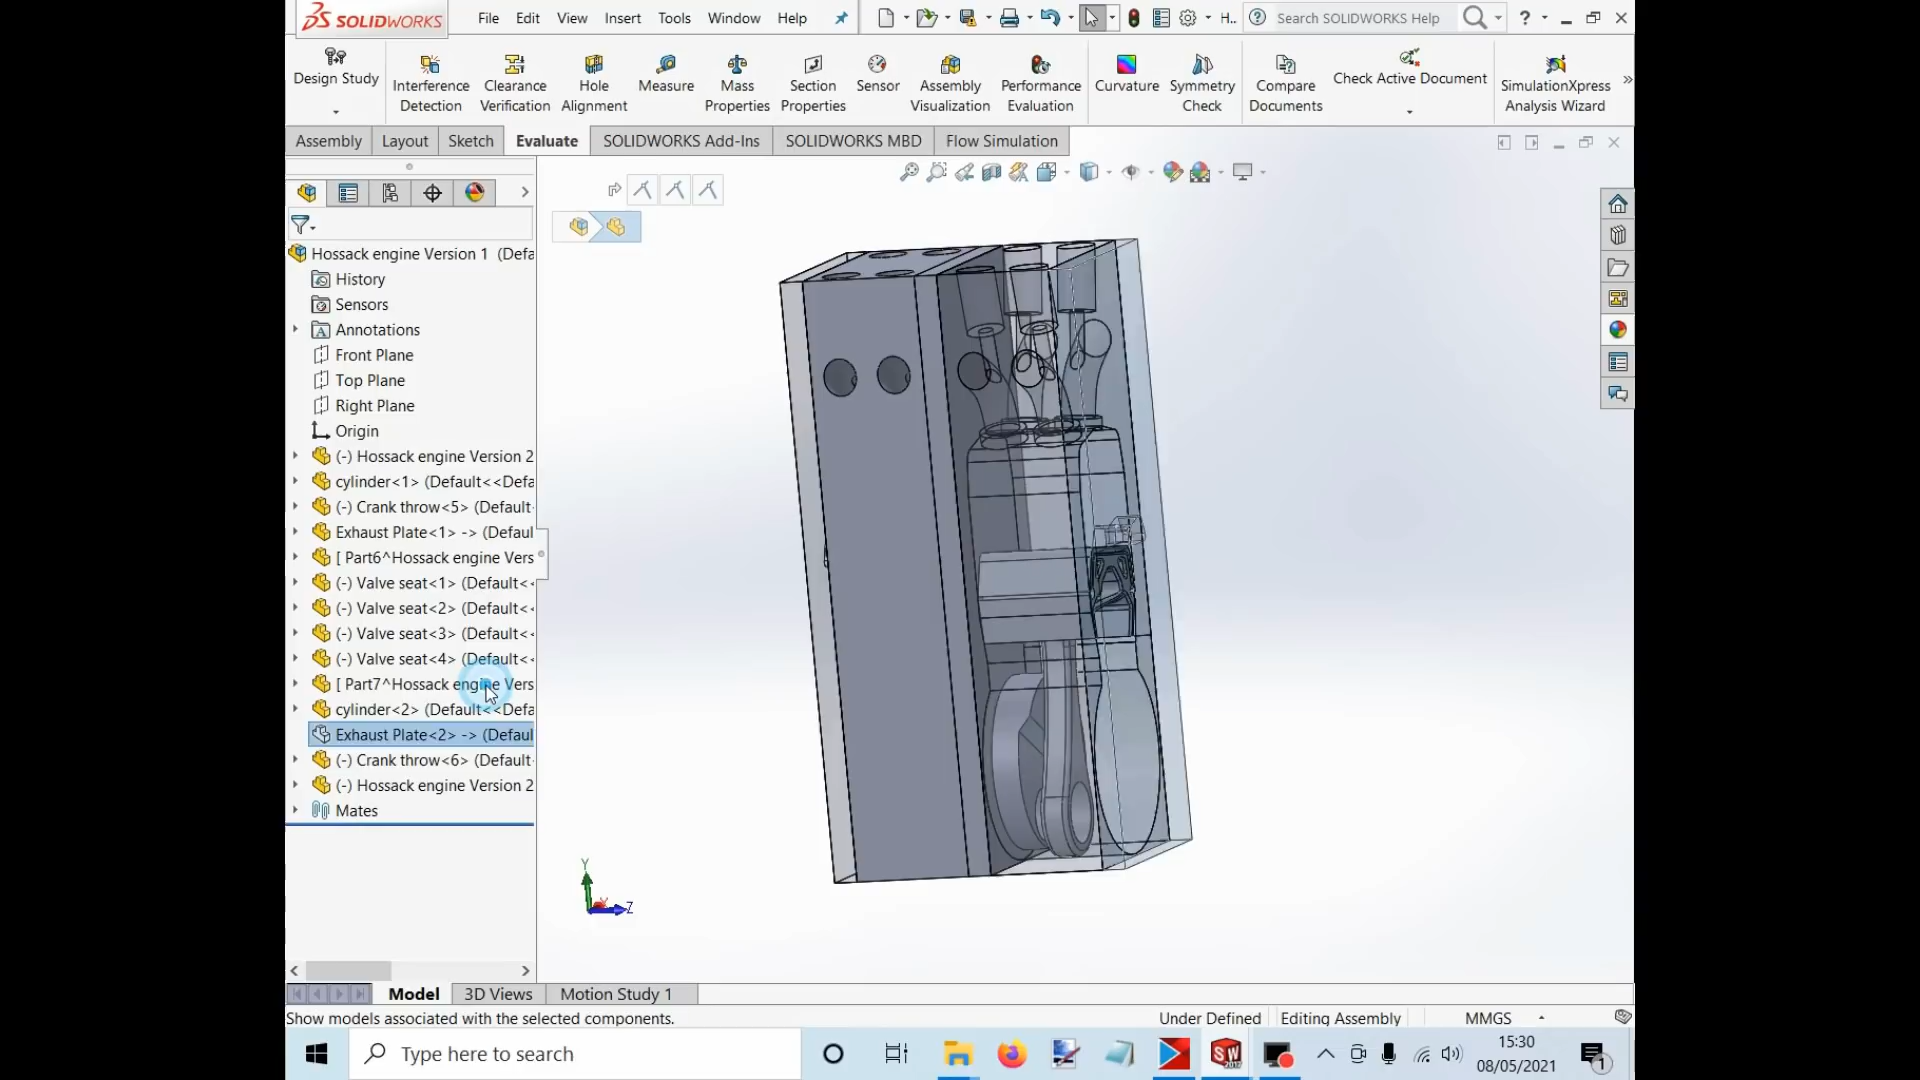 SOLIDWORKS File Edit View Insert Tools Window Help H.. Search SOLIDWORKS Help ?
Design Study
Interference Detection
Clearance Verification
Hole Alignment
Measure
Mass Properties
Section Properties
Sensor
Assembly Visualization
Performance Evaluation
Curvature
Symmetry Check
Compare Documents
Check Active Document
SimulationXpress Analysis Wizard
Assembly Layout Sketch Evaluate SOLIDWORKS Add-Ins SOLIDWORKS MBD Flow Simulation
Hossack engine Version 1 (Defa
History
Sensors
Annotations
Front Plane
Top Plane
Right Plane
Origin
(-) Hossack engine Version 2
cylinder<1> (Default<<Defa
(-) Crank throw<5> (Default
Exhaust Plate<1> -> (Defaul
[ Part6^Hossack engine Vers
(-) Valve seat<1> (Default<
(-) Valve seat<2> (Default<
(-) Valve seat<3> (Default<
(-) Valve seat<4> (Default<
[ Part7^Hossack engine Vers
cylinder<2> (Default<<Defa
Exhaust Plate<2> -> (Defaul
(-) Crank throw<6> (Default
(-) Hossack engine Version 2
Mates
Y
X
Z
Model 3D Views Motion Study 1
Show models associated with the selected components. Under Defined Editing Assembly MMGS
Type here to search
SW
2017
15:30
08/05/2021
1